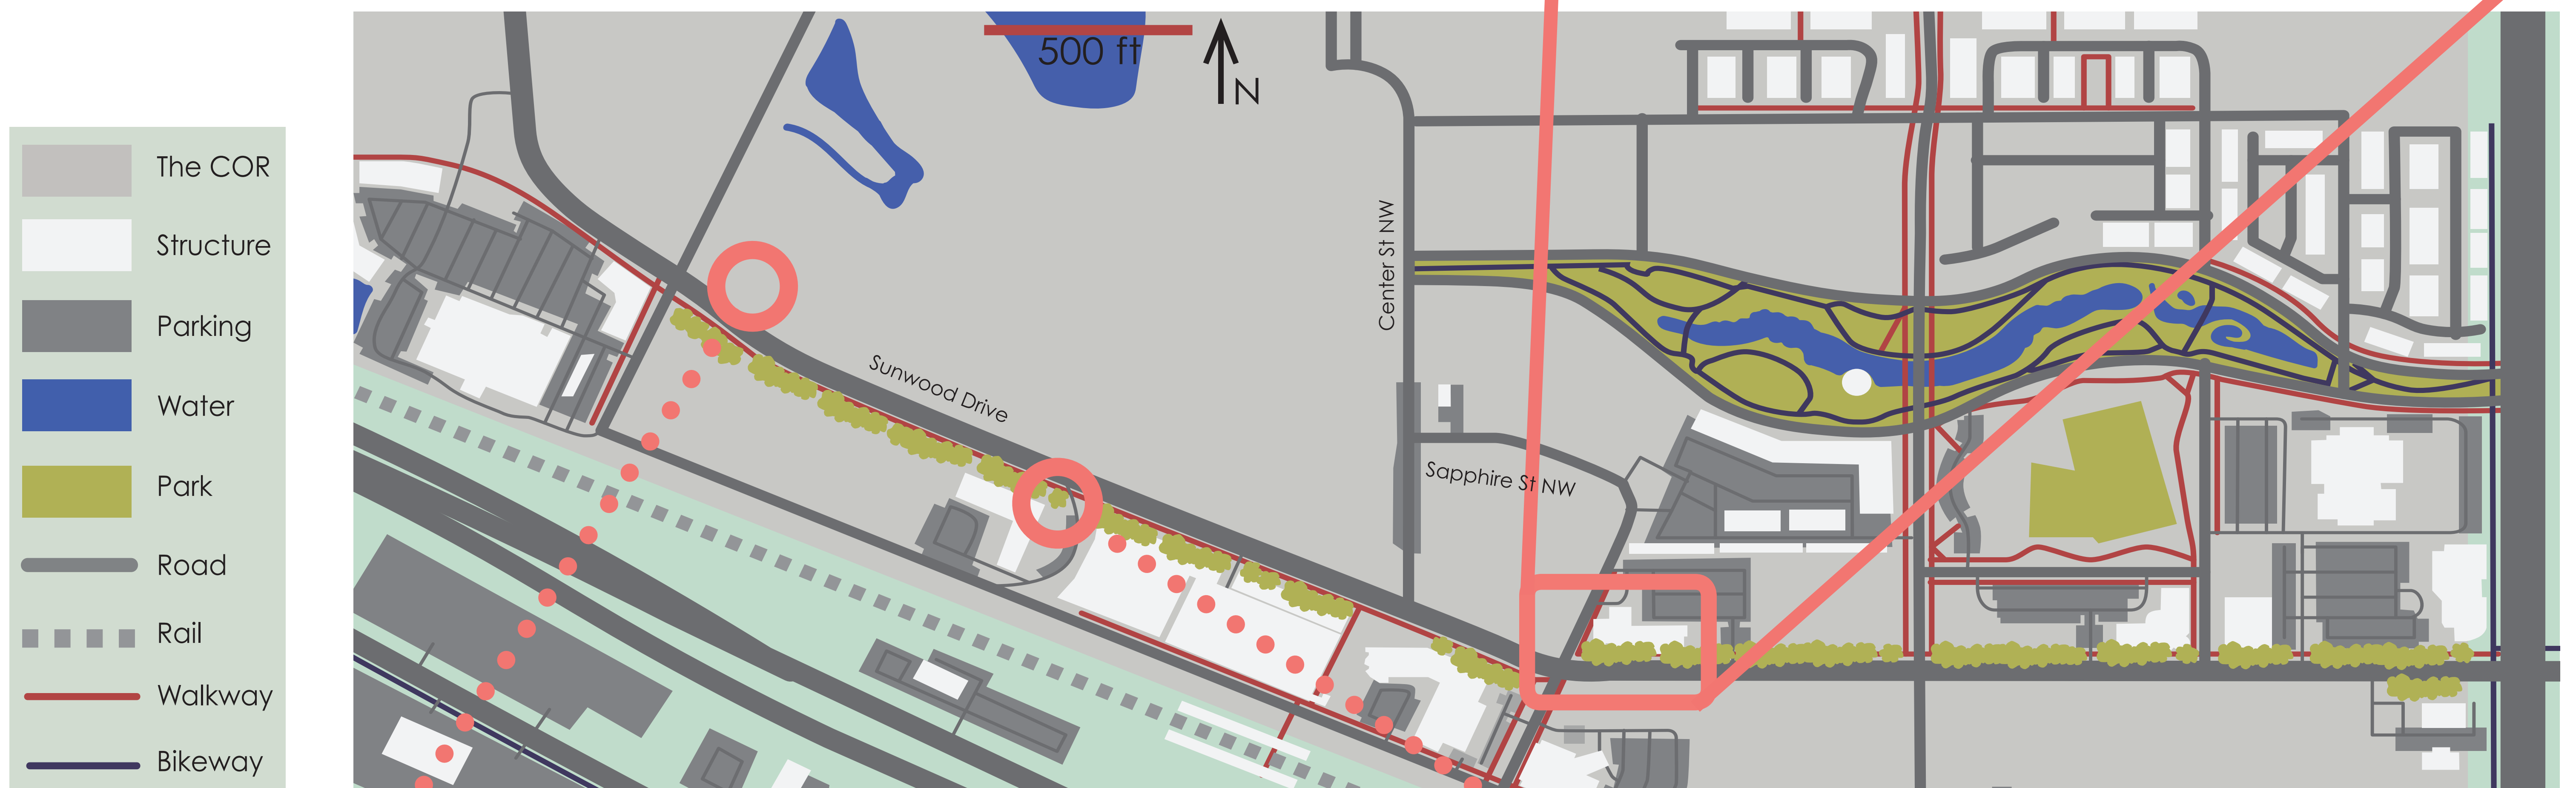 The COR
Structure
Parking
Water
Park
Road
Rail
Walkway
Bikeway
500 ft
N
Sunwood Drive
Center St NW
Sapphire St NW